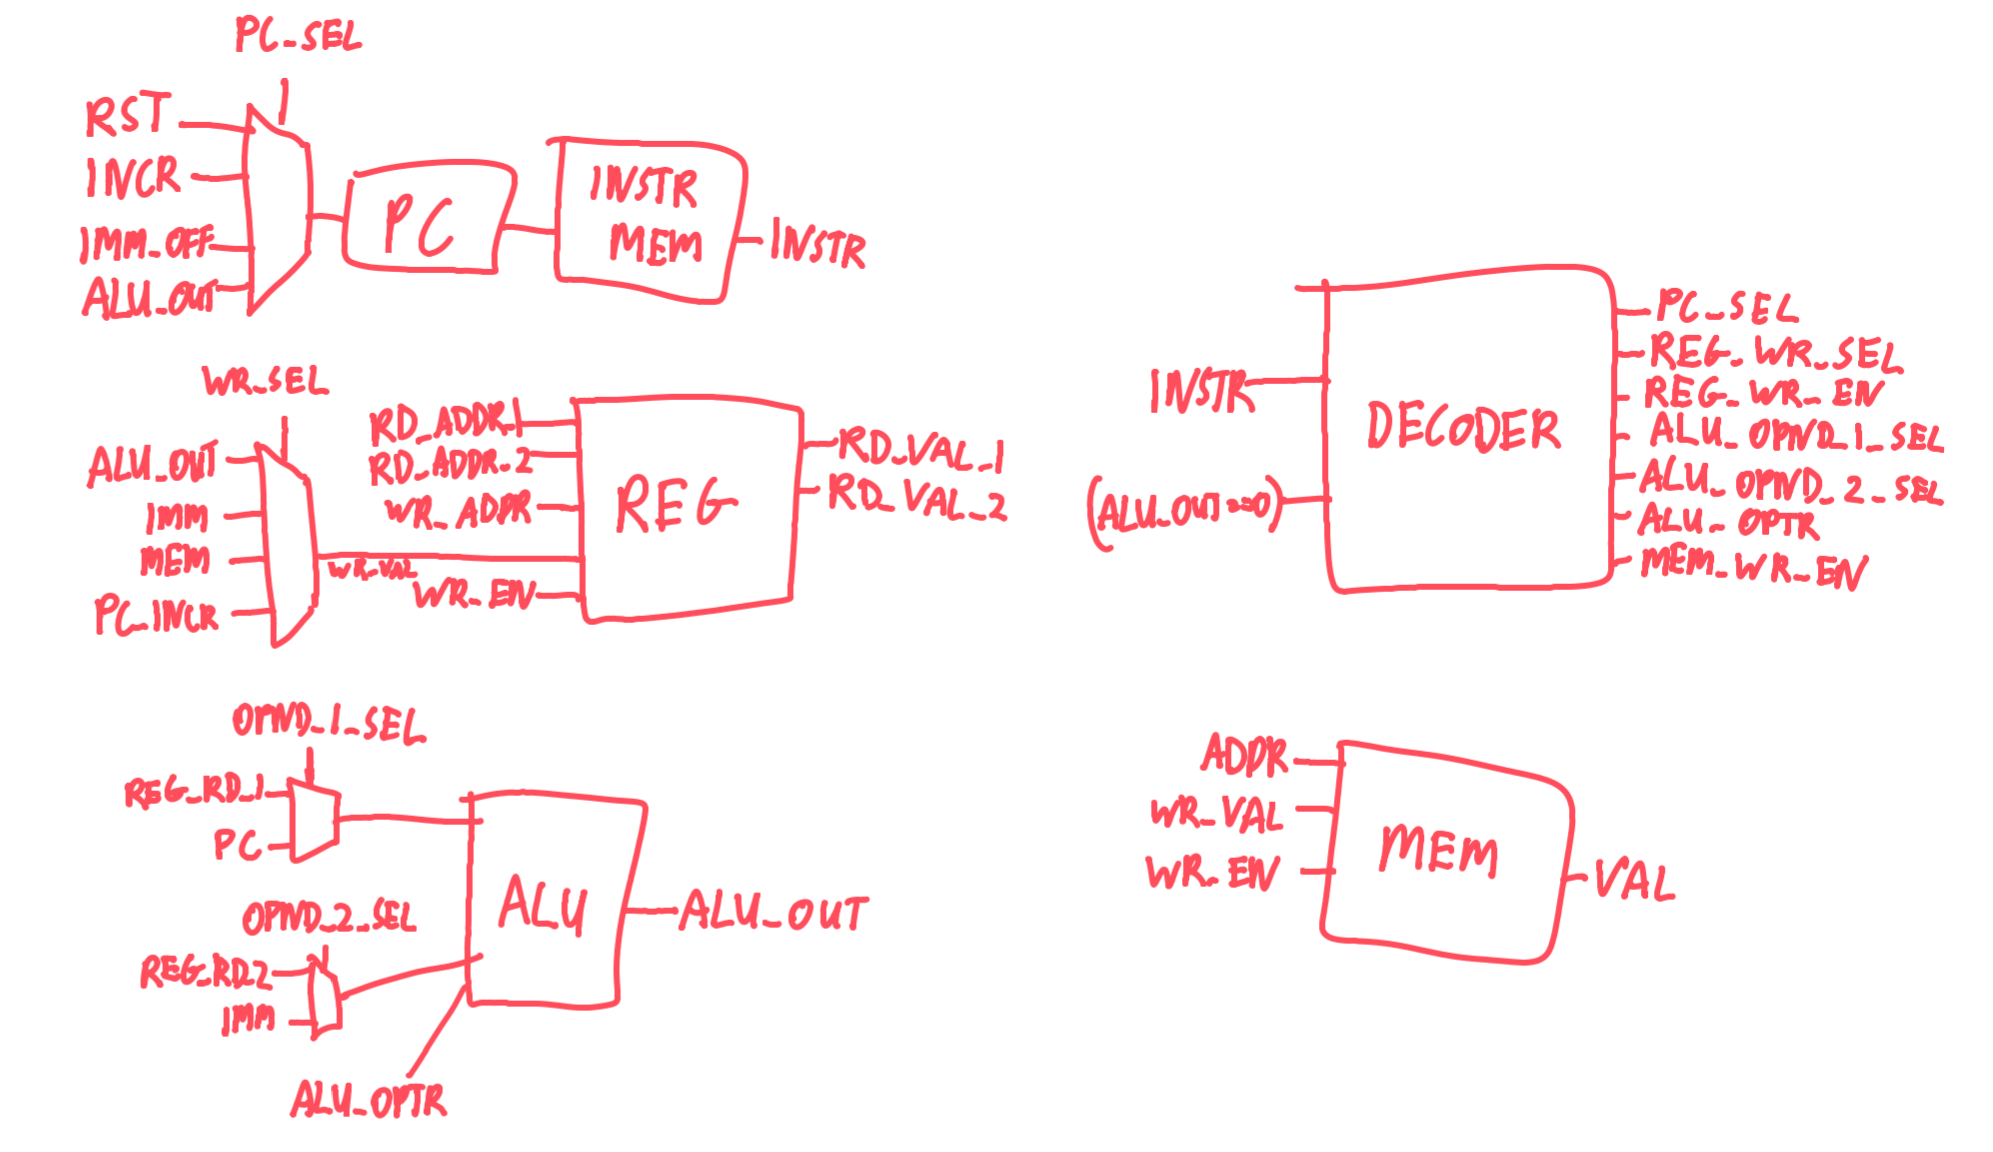 PC_SEL
RST
INCR
IMM_OFF
ALU_OUT
PC
INSTR
MEM
INSTR
WR_SEL
ALU_OUT
IMM
MEM
PC_INCR
WR_VAL
RD_ADDR_1
RD_ADDR_2
WR_ADDR
WR_EN
REG
RD_VAL_1
RD_VAL_2
OPND_1_SEL
REG_RD_1
PC
OPND_2_SEL
REG_RD_2
IMM
ALU_OPTR
ALU
ALU_OUT
INSTR
(ALU_OUT==0)
DECODER
PC_SEL
REG_WR_SEL
REG_WR_EN
ALU_OPND_1_SEL
ALU_OPND_2_SEL
ALU_OPTR
MEM_WR_EN
ADDR
WR_VAL
WR_EN
MEM
VAL